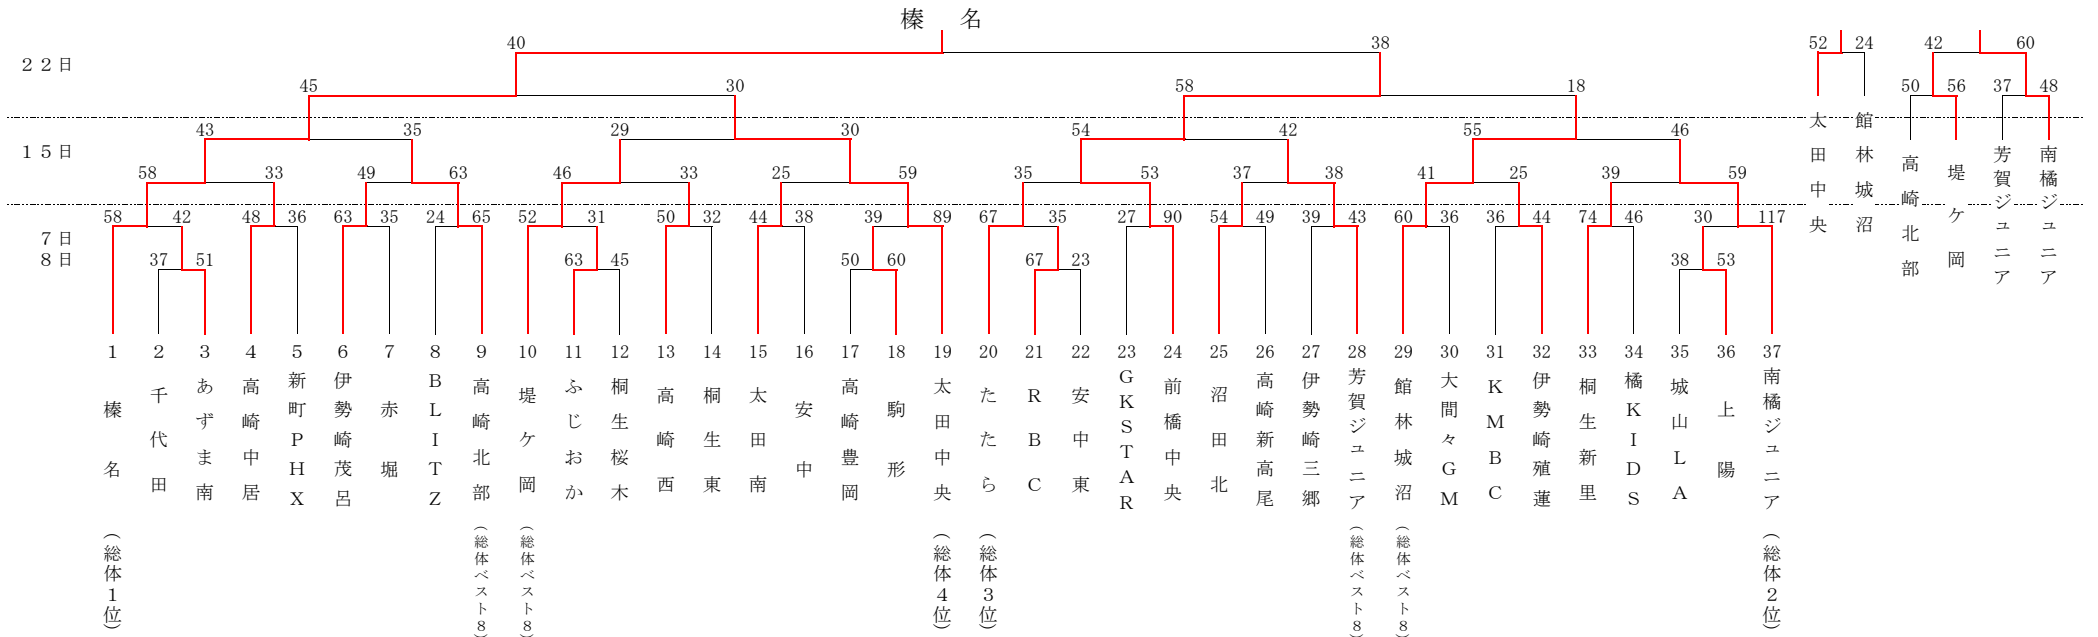 榛　名
40 38 52 24 42 60
２２日
45 30 58 18 50 56 37 48
43 35 29 30 54 42 55 46
１５日
58 33 49 63 46 33 25 59 35 53 37 38 41 25 39 59
58 42 48 36 63 35 24 65 52 31 50 32 44 38 39 89 67 35 27 90 54 49 39 43 60 36 36 44 74 46 30 117
７日
８日
37 51 63 45 50 60 67 23 38 53
太田中央
館林城沼
高崎北部
堤ケ岡
芳賀ジュニア
南橘ジュニア
1 榛名 (総体１位)
2 千代田
3 あずま南
4 高崎中居
5 新町ＰＨＸ
6 伊勢崎茂呂
7 赤堀
8 ＢＬＩＴＺ
9 高崎北部 (総体ベスト８)
10 堤ケ岡 (総体ベスト８)
11 ふじおか
12 桐生桜木
13 高崎西
14 桐生東
15 太田南
16 安中
17 高崎豊岡
18 駒形
19 太田中央 (総体４位)
20 たたら (総体３位)
21 ＲＢＣ
22 安中東
23 ＧＫＳＴＡＲ
24 前橋中央
25 沼田北
26 高崎新高尾
27 伊勢崎三郷
28 芳賀ジュニア (総体ベスト８)
29 館林城沼 (総体ベスト８)
30 大間々ＧＭ
31 ＫＭＢＣ
32 伊勢崎殖蓮
33 桐生新里
34 橘ＫＩＤＳ
35 城山ＬＡ
36 上陽
37 南橘ジュニア (総体２位)